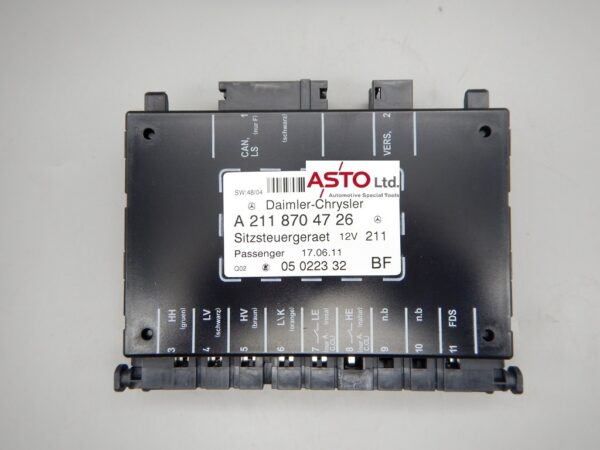 CAN, LS
1
(nur F)
(schwarz)
VERS, 2
SW:48/04
ASTO Ltd.
Automotive Special Tools
Daimler-Chrysler
A 211 870 47 26
Sitzsteuergeraet 12V 211
Passenger 17.06.11
Q02 05 0223 32 BF
3 HH (gruen)
4 LV (schwarz)
5 HV (braun)
6 L\K (orange)
7 LE
8 HE
9 n.b
10 n.b
11 FDS